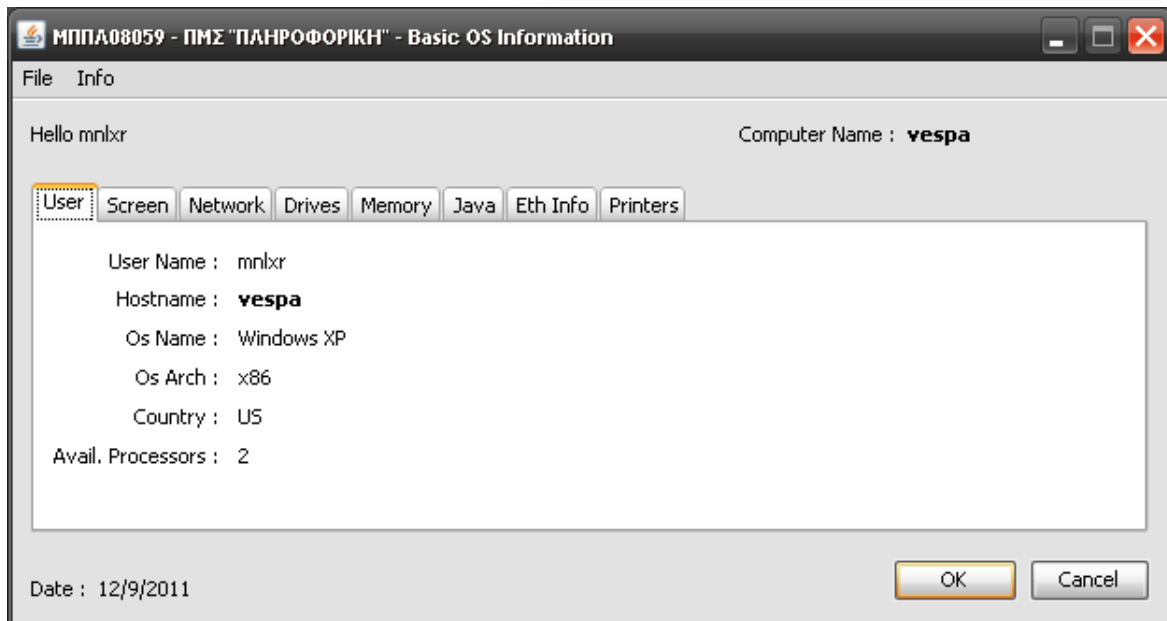 ΜΠΠΛ08059 - ΠΜΣ "ΠΛΗΡΟΦΟΡΙΚΗ" - Basic OS Information
File Info
Hello mnlxr Computer Name : vespa
User Screen Network Drives Memory Java Eth Info Printers
User Name : mnlxr
Hostname : vespa
Os Name : Windows XP
Os Arch : x86
Country : US
Avail. Processors : 2
OK Cancel
Date : 12/9/2011